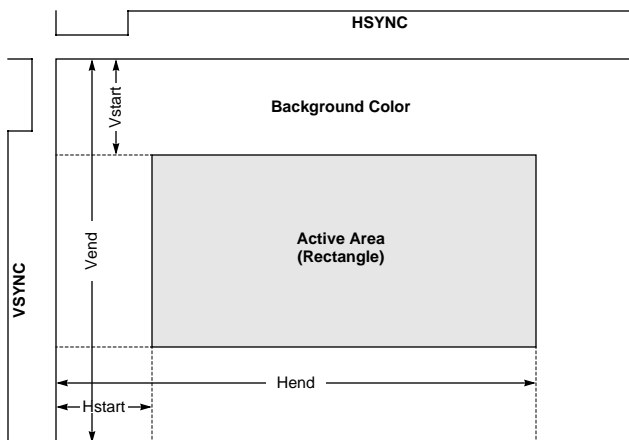 HSYNC
Vstart
Background Color
Active Area
(Rectangle)
Vend
VSYNC
Hend
Hstart